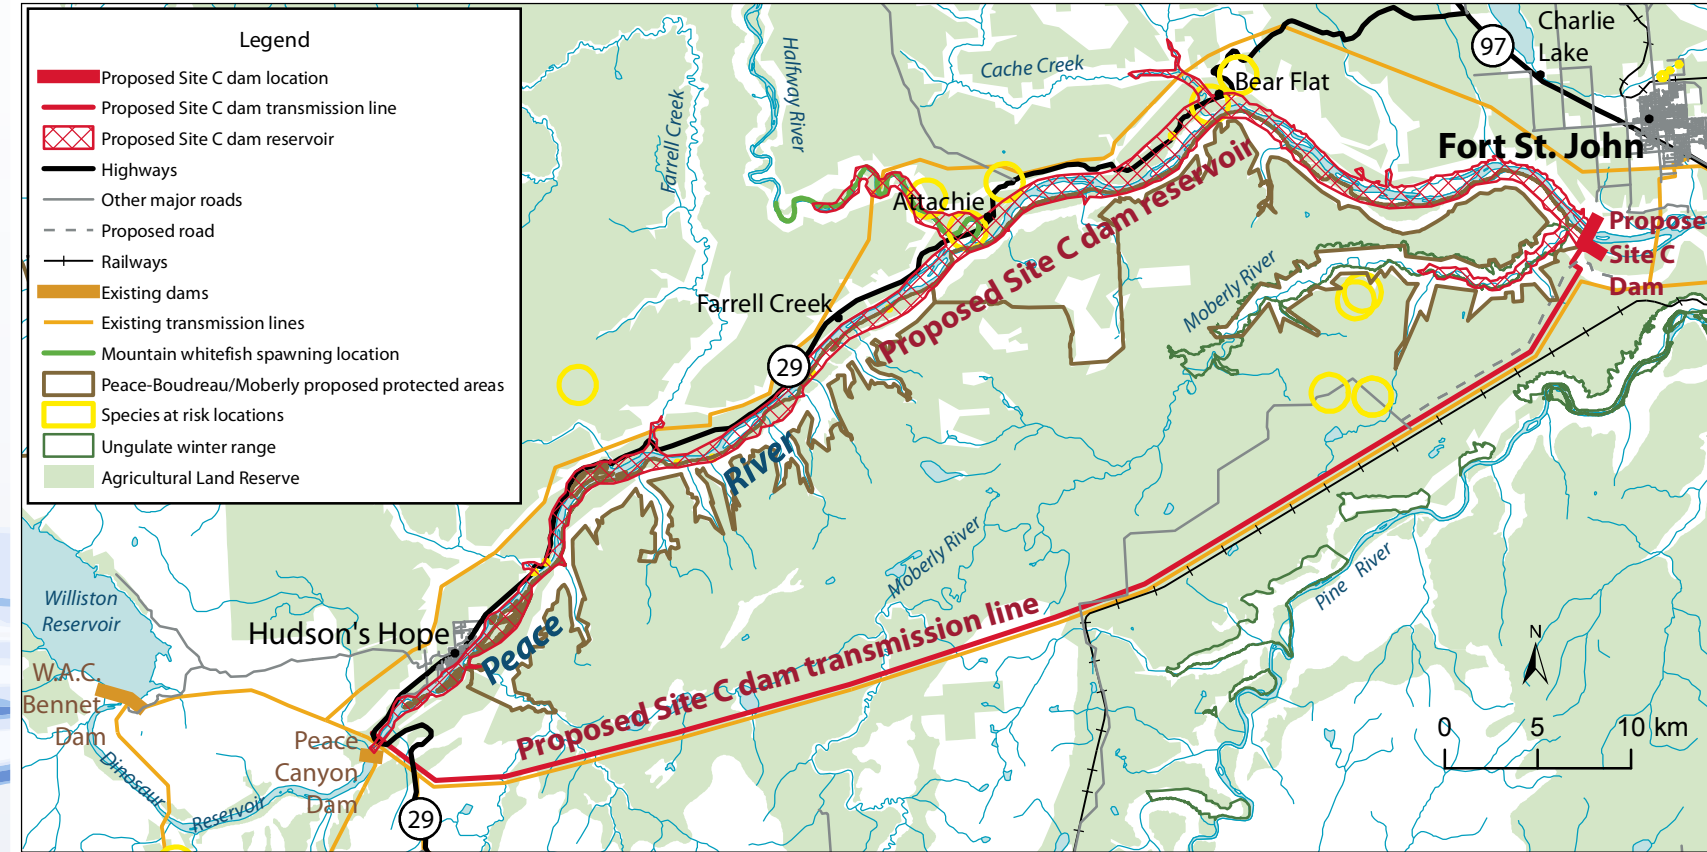 Legend
Proposed Site C dam location
Proposed Site C dam transmission line
Proposed Site C dam reservoir
Highways
Other major roads
Proposed road
Railways
Existing dams
Existing transmission lines
Mountain whitefish spawning location
Peace-Boudreau/Moberly proposed protected areas
Species at risk locations
Ungulate winter range
Agricultural Land Reserve
Halfway River
Farrell Creek
Cache Creek
Bear Flat
97
Charlie
Lake
Fort St. John
Attachie
Proposed Site C dam reservoir
Propose
Site C
Dam
Moberly River
Farrell Creek
29
Peace River
Moberly River
Pine River
Williston
Reservoir
Hudson's Hope
W.A.C.
Bennet
Dam
Proposed Site C dam transmission line
Peace
Canyon
Dam
Dinosaur Reservoir
29
N
0 5 10 km